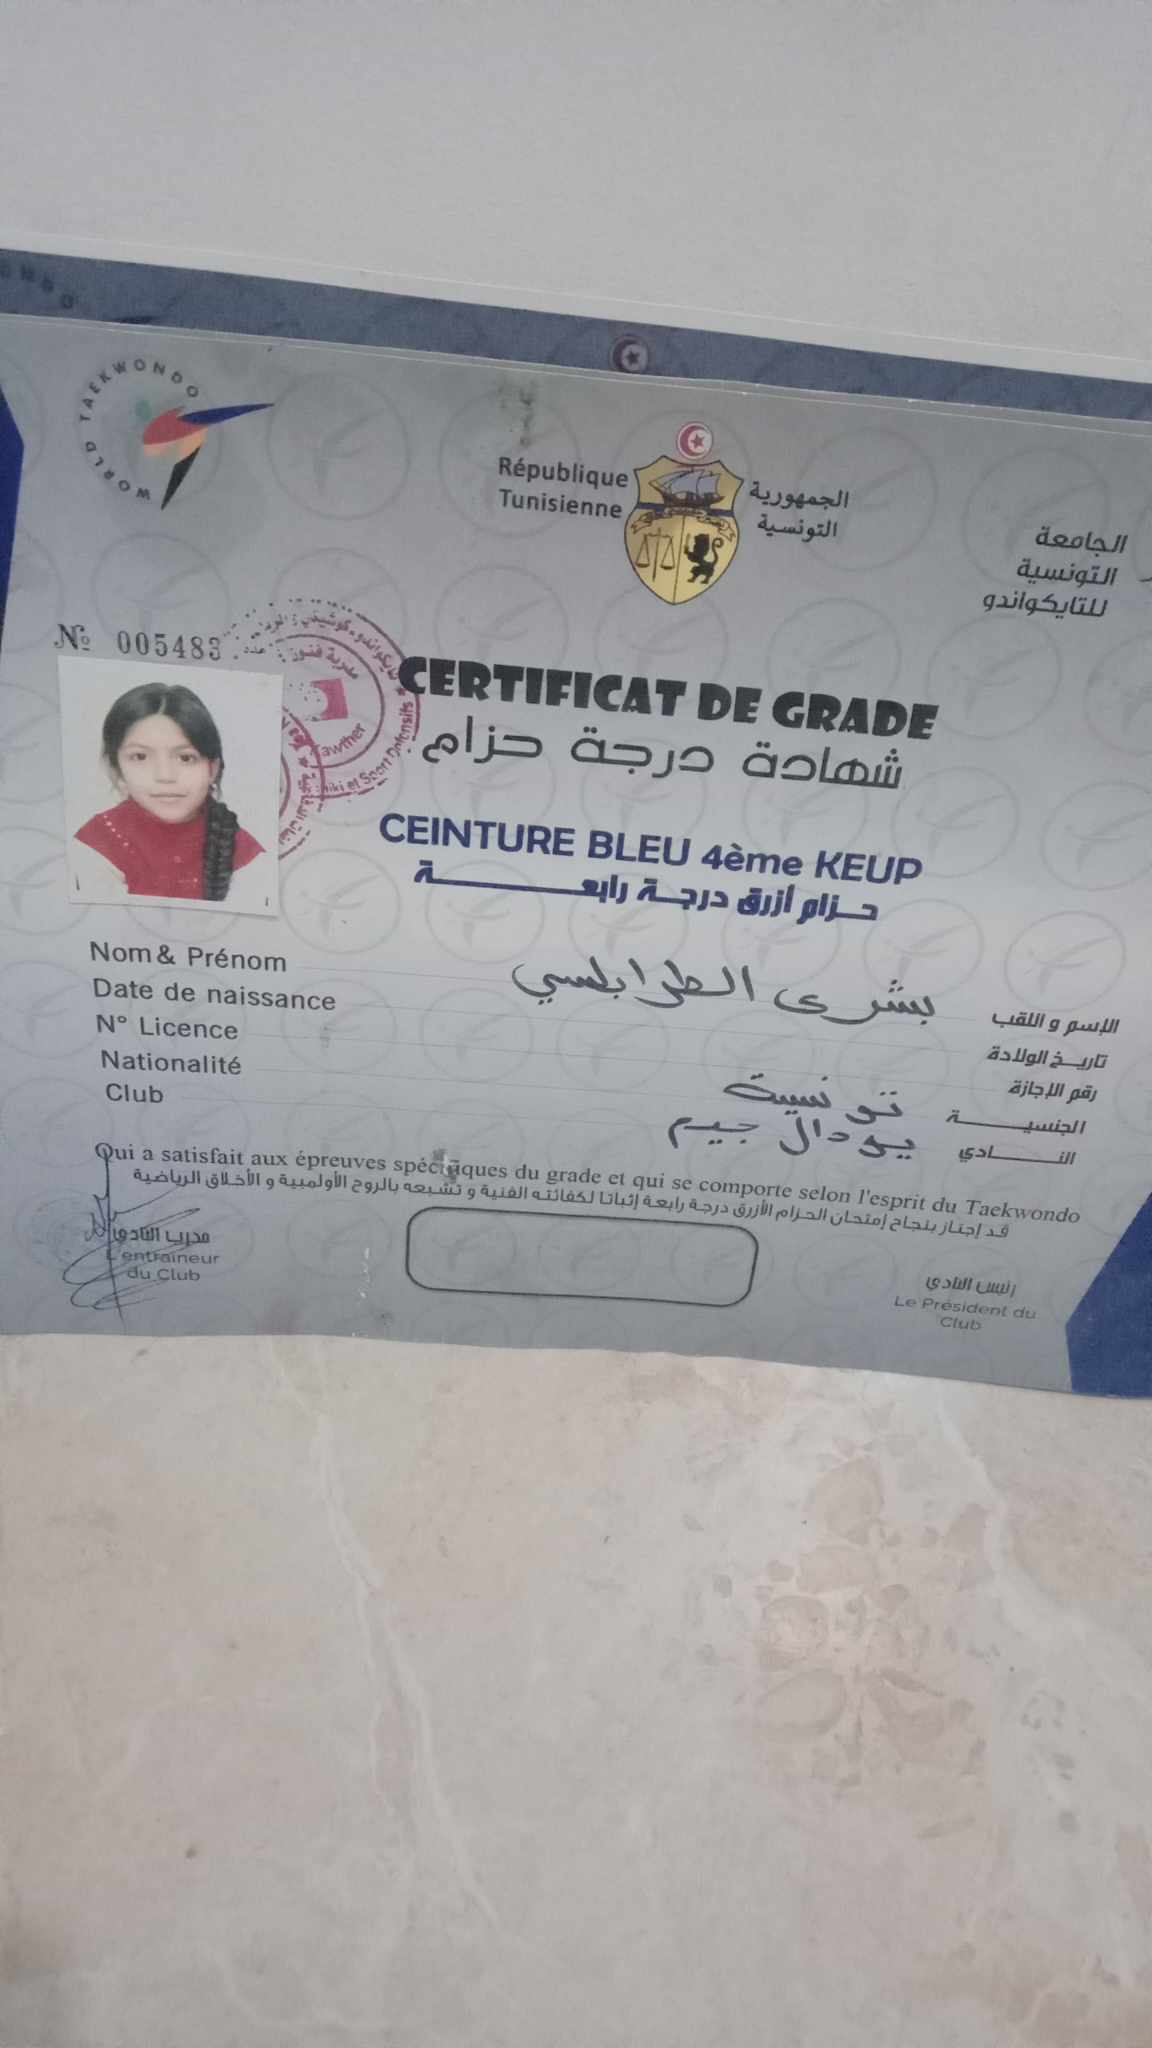 WORLD TAEKWONDO
République
Tunisienne
الجمهورية
التونسية
الجامعة
التونسية
للتايكواندو
№ 005483
CERTIFICAT DE GRADE
شهادة درجة حزام
CEINTURE BLEU 4ème KEUP
حزام أزرق درجة رابعة
Nom & Prénom بشرى الطرابلسي الإسم و اللقب
Date de naissance تاريخ الولادة
N° Licence رقم الإجازة
Nationalité تونسية الجنسية
Club يودال جيم النادي
Qui a satisfait aux épreuves spécifiques du grade et qui se comporte selon l'esprit du Taekwondo
قد إجتاز بنجاح إمتحان الحزام الأزرق درجة رابعة إثباتا لكفائته الفنية و تشبعه بالروح الأولمبية و الأخلاق الرياضية
مدرب النادي
L'entraineur
du Club
رئيس النادي
Le Président du
Club